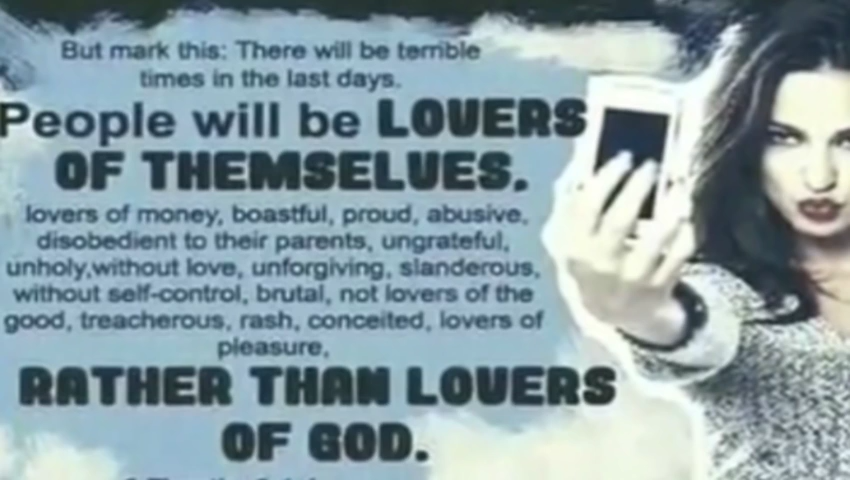 But mark this: There will be terrible
times in the last days.
People will be LOVERS
OF THEMSELVES.
lovers of money, boastful, proud, abusive,
disobedient to their parents, ungrateful,
unholy,without love, unforgiving, slanderous,
without self-control, brutal, not lovers of the
good, treacherous, rash, conceited, lovers of
pleasure,
RATHER THAN LOVERS
OF GOD.